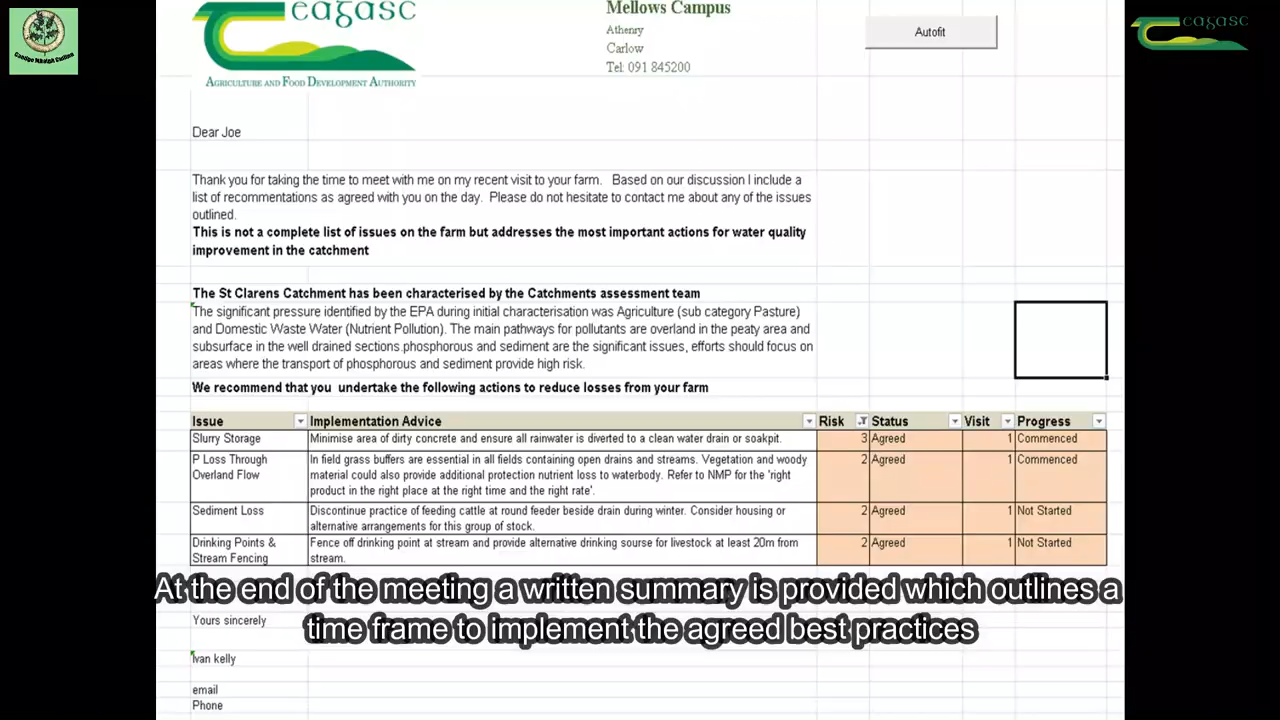 eagasc
AGRICULTURE AND FOOD DEVELOPMENT AUTHORITY
Mellows Campus
Athenry
Carlow
Tel: 091 845200
Autofit
eagasc
Dear Joe
Thank you for taking the time to meet with me on my recent visit to your farm. Based on our discussion I include a
list of recommentations as agreed with you on the day. Please do not hesitate to contact me about any of the issues
outlined.
This is not a complete list of issues on the farm but addresses the most important actions for water quality
improvement in the catchment
The St Clarens Catchment has been characterised by the Catchments assessment team
The significant pressure identified by the EPA during initial characterisation was Agriculture (sub category Pasture)
and Domestic Waste Water (Nutrient Pollution). The main pathways for pollutants are overland in the peaty area and
subsurface in the well drained sections.phosphorous and sediment are the significant issues, efforts should focus on
areas where the transport of phosphorous and sediment provide high risk.
We recommend that you undertake the following actions to reduce losses from your farm
Issue Implementation Advice Risk Status Visit Progress
Slurry Storage Minimise area of dirty concrete and ensure all rainwater is diverted to a clean water drain or soakpit. 3 Agreed 1 Commenced
P Loss Through In field grass buffers are essential in all fields containing open drains and streams. Vegetation and woody 2 Agreed 1 Commenced
Overland Flow material could also provide additional protection nutrient loss to waterbody. Refer to NMP for the 'right
product in the right place at the right time and the right rate'.
Sediment Loss Discontinue practice of feeding cattle at round feeder beside drain during winter. Consider housing or 2 Agreed 1 Not Started
alternative arrangements for this group of stock.
Drinking Points & Fence off drinking point at stream and provide alternative drinking sourse for livestock at least 20m from 2 Agreed 1 Not Started
Stream Fencing stream.
At the end of the meeting a written summary is provided which outlines a
time frame to implement the agreed best practices
Yours sincerely
Ivan kelly
email
Phone